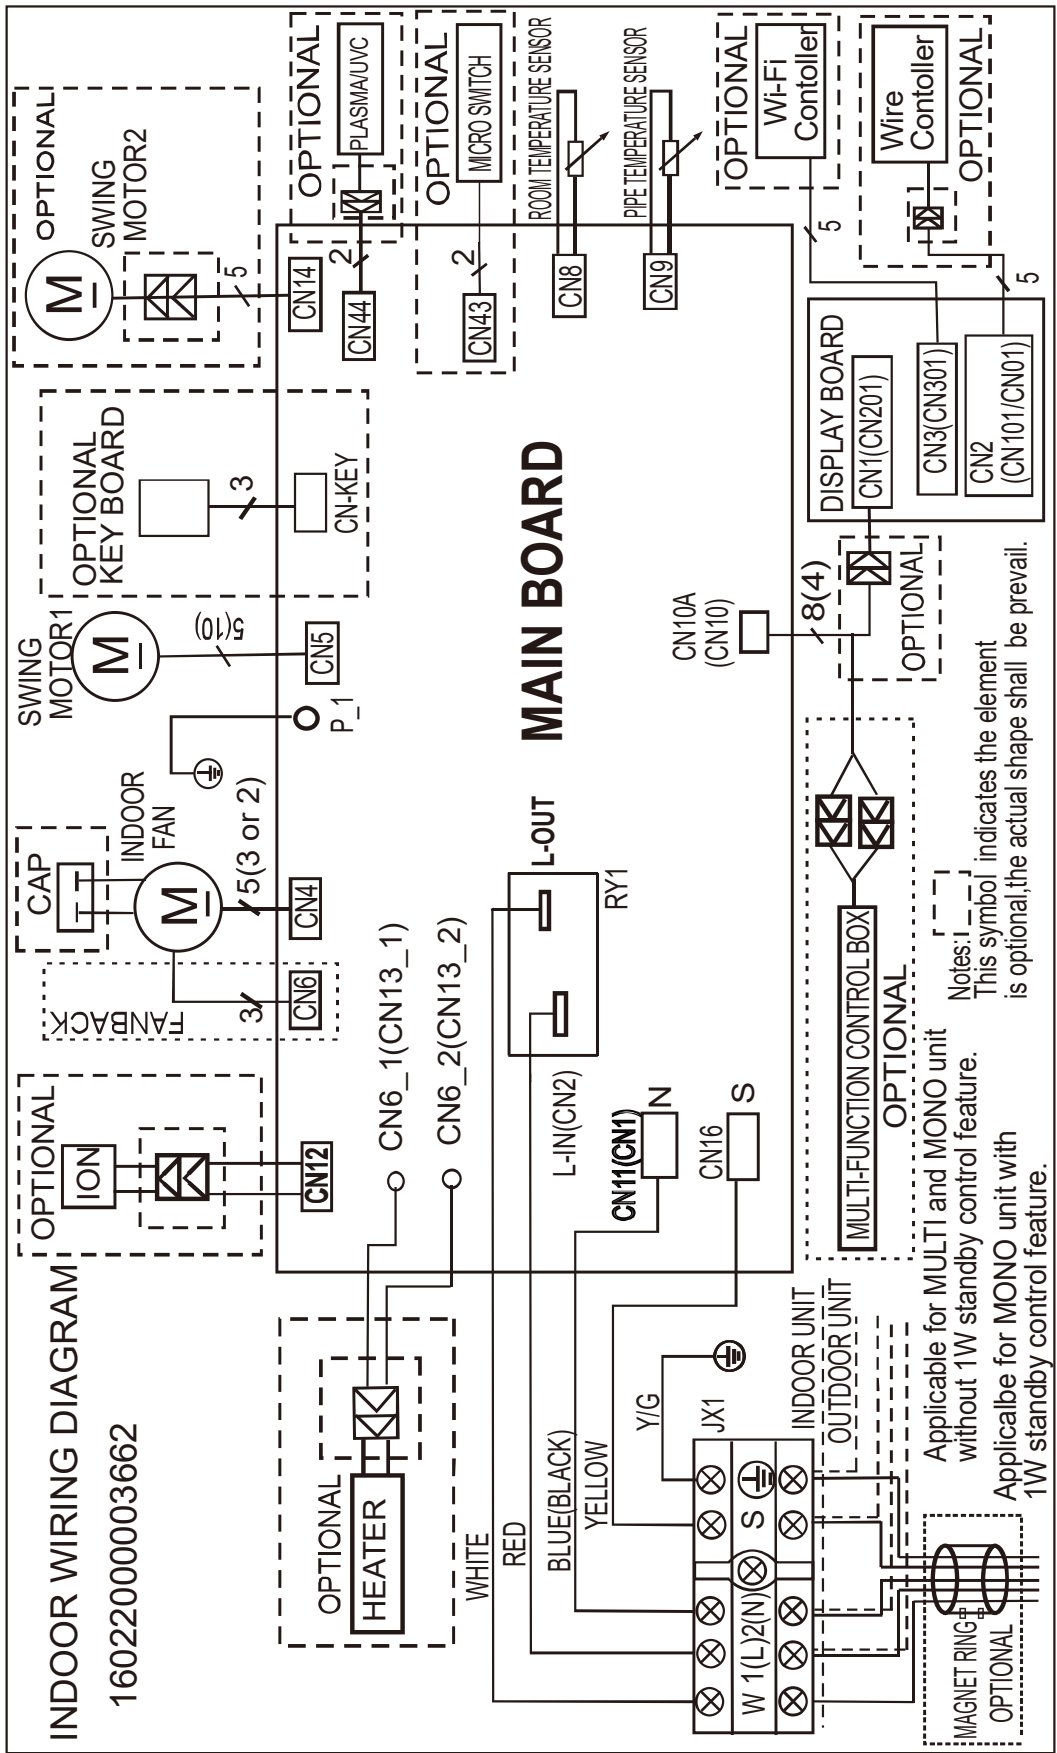 INDOOR WIRING DIAGRAM
16022000003662
OPTIONAL
ION
CN12
FANBACK
3
CN6
CAP
INDOOR
FAN
M
5(3 or 2)
CN4
P_1
SWING
MOTOR1
M
5(10)
CN5
OPTIONAL
KEY BOARD
3
CN-KEY
OPTIONAL
SWING
MOTOR2
M
5
CN14
OPTIONAL
PLASMA/UVC
2
CN44
OPTIONAL
MICRO SWITCH
2
CN43
ROOM TEMPERATURE SENSOR
CN8
PIPE TEMPERATURE SENSOR
CN9
OPTIONAL
Wi-Fi
Contoller
5
Wire
Controller
OPTIONAL
5
DISPLAY BOARD
CN1(CN201)
CN3(CN301)
CN2
(CN101/CN01)
OPTIONAL
8(4)
CN10A
(CN10)
MAIN BOARD
L-OUT
RY1
L-IN(CN2)
CN6_1(CN13_1)
CN6_2(CN13_2)
CN11(CN1)
N
CN16
S
OPTIONAL
HEATER
WHITE
RED
BLUE(BLACK)
YELLOW
Y/G
JX1
W 1(L)2(N) S
INDOOR UNIT
OUTDOOR UNIT
MULTI-FUNCTION CONTROL BOX
OPTIONAL
Notes:
This symbol indicates the element
is optional,the actual shape shall be prevail.
Applicable for MULTI and MONO unit
without 1W standby control feature.
Applicalbe for MONO unit with
1W standby control feature.
MAGNET RING
OPTIONAL